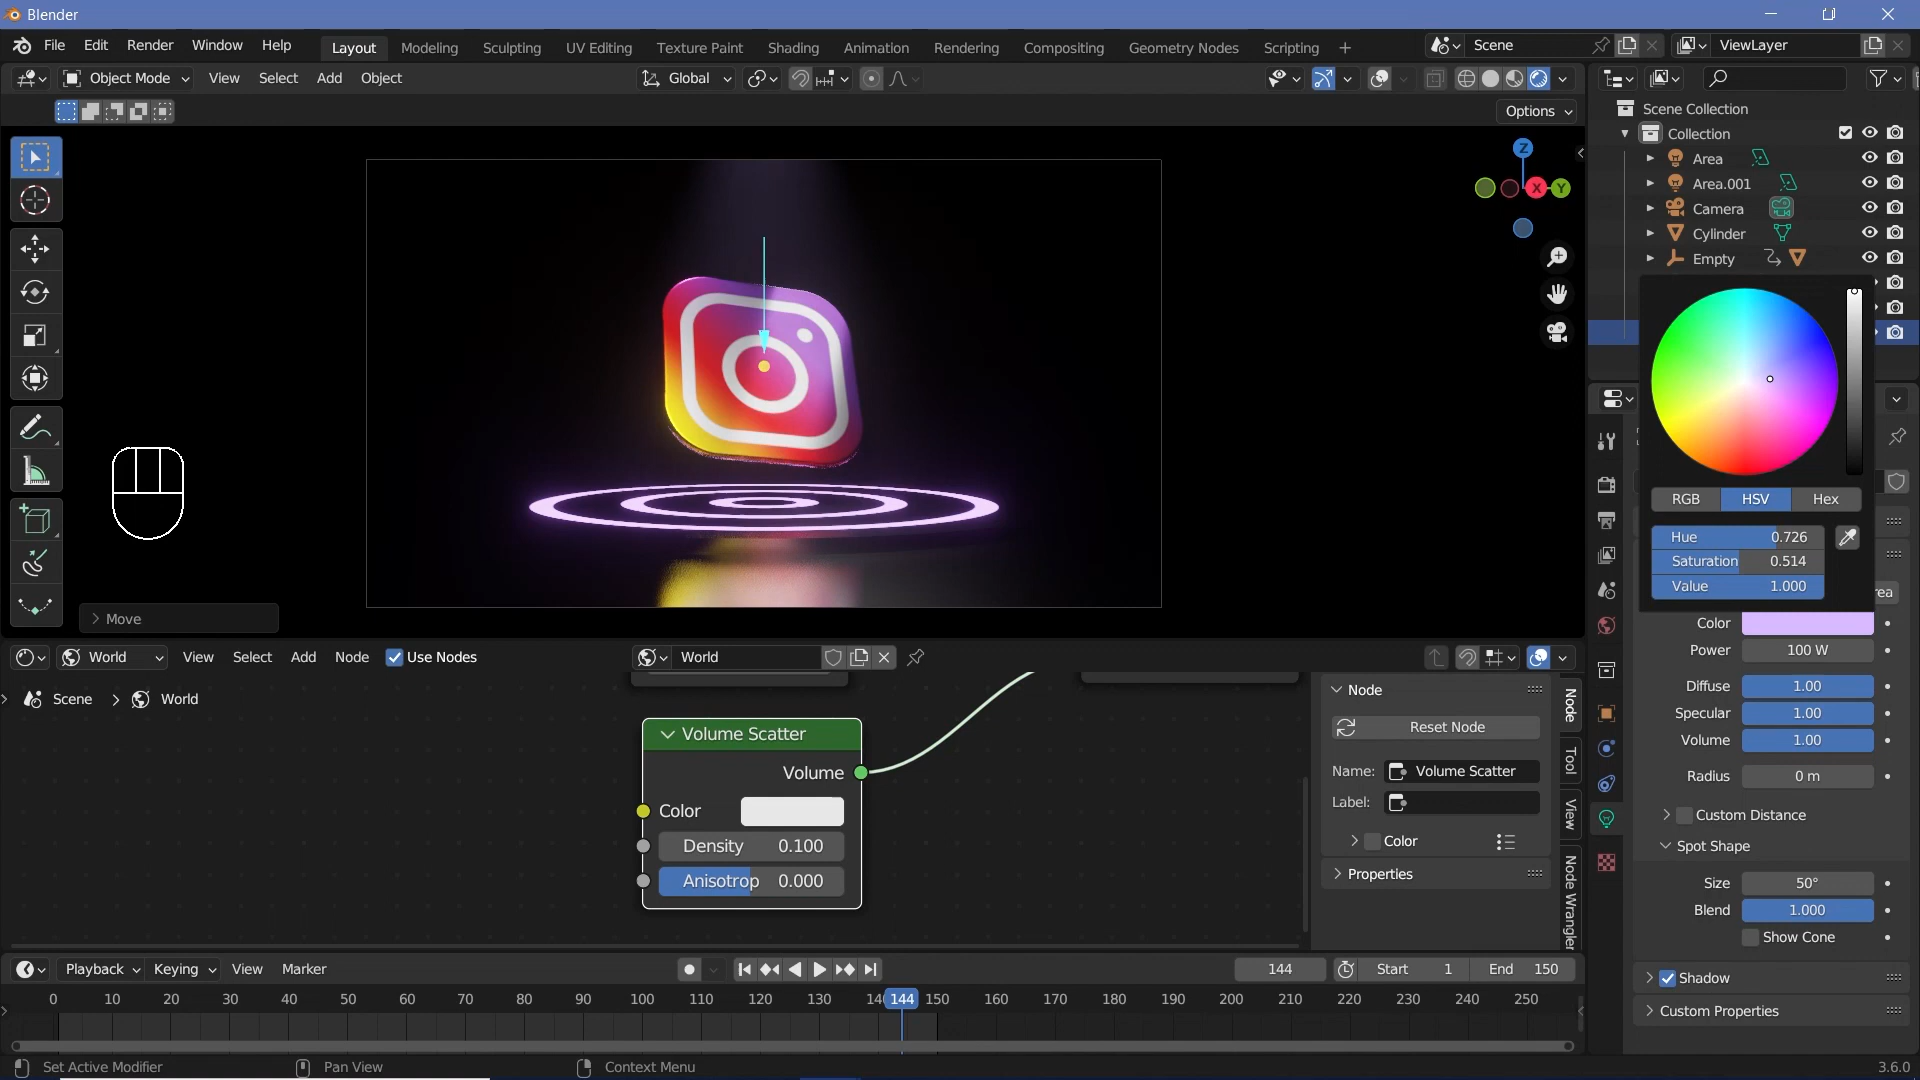 Blender
File Edit Render Window Help
Layout Modeling Sculpting UV Editing Texture Paint Shading Animation Rendering Compositing Geometry Nodes Scripting +
Scene
ViewLayer
Object Mode View Select Add Object
Global
Options
Scene Collection
Collection
Area
Area.001
Camera
Cylinder
Empty
Z
X
Y
RGB HSV Hex
Hue 0.726
Saturation 0.514
Value 1.000
rea
Color
Power 100 W
Diffuse 1.00
Specular 1.00
Volume 1.00
Radius 0 m
Custom Distance
Spot Shape
Size 50°
Blend 1.000
Show Cone
Shadow
Custom Properties
Move
World View Select Add Node Use Nodes
World
Scene > World
Volume Scatter
Volume
Color
Density 0.100
Anisotrop 0.000
Node
Reset Node
Name: Volume Scatter
Label:
Color
Properties
Node
Tool
View
Node Wrangler
Playback Keying View Marker
144
Start 1
End 150
0 10 20 30 40 50 60 70 80 90 100 110 120 130 14 144 150 160 170 180 190 200 210 220 230 240 250
Set Active Modifier
Pan View
Context Menu
3.6.0